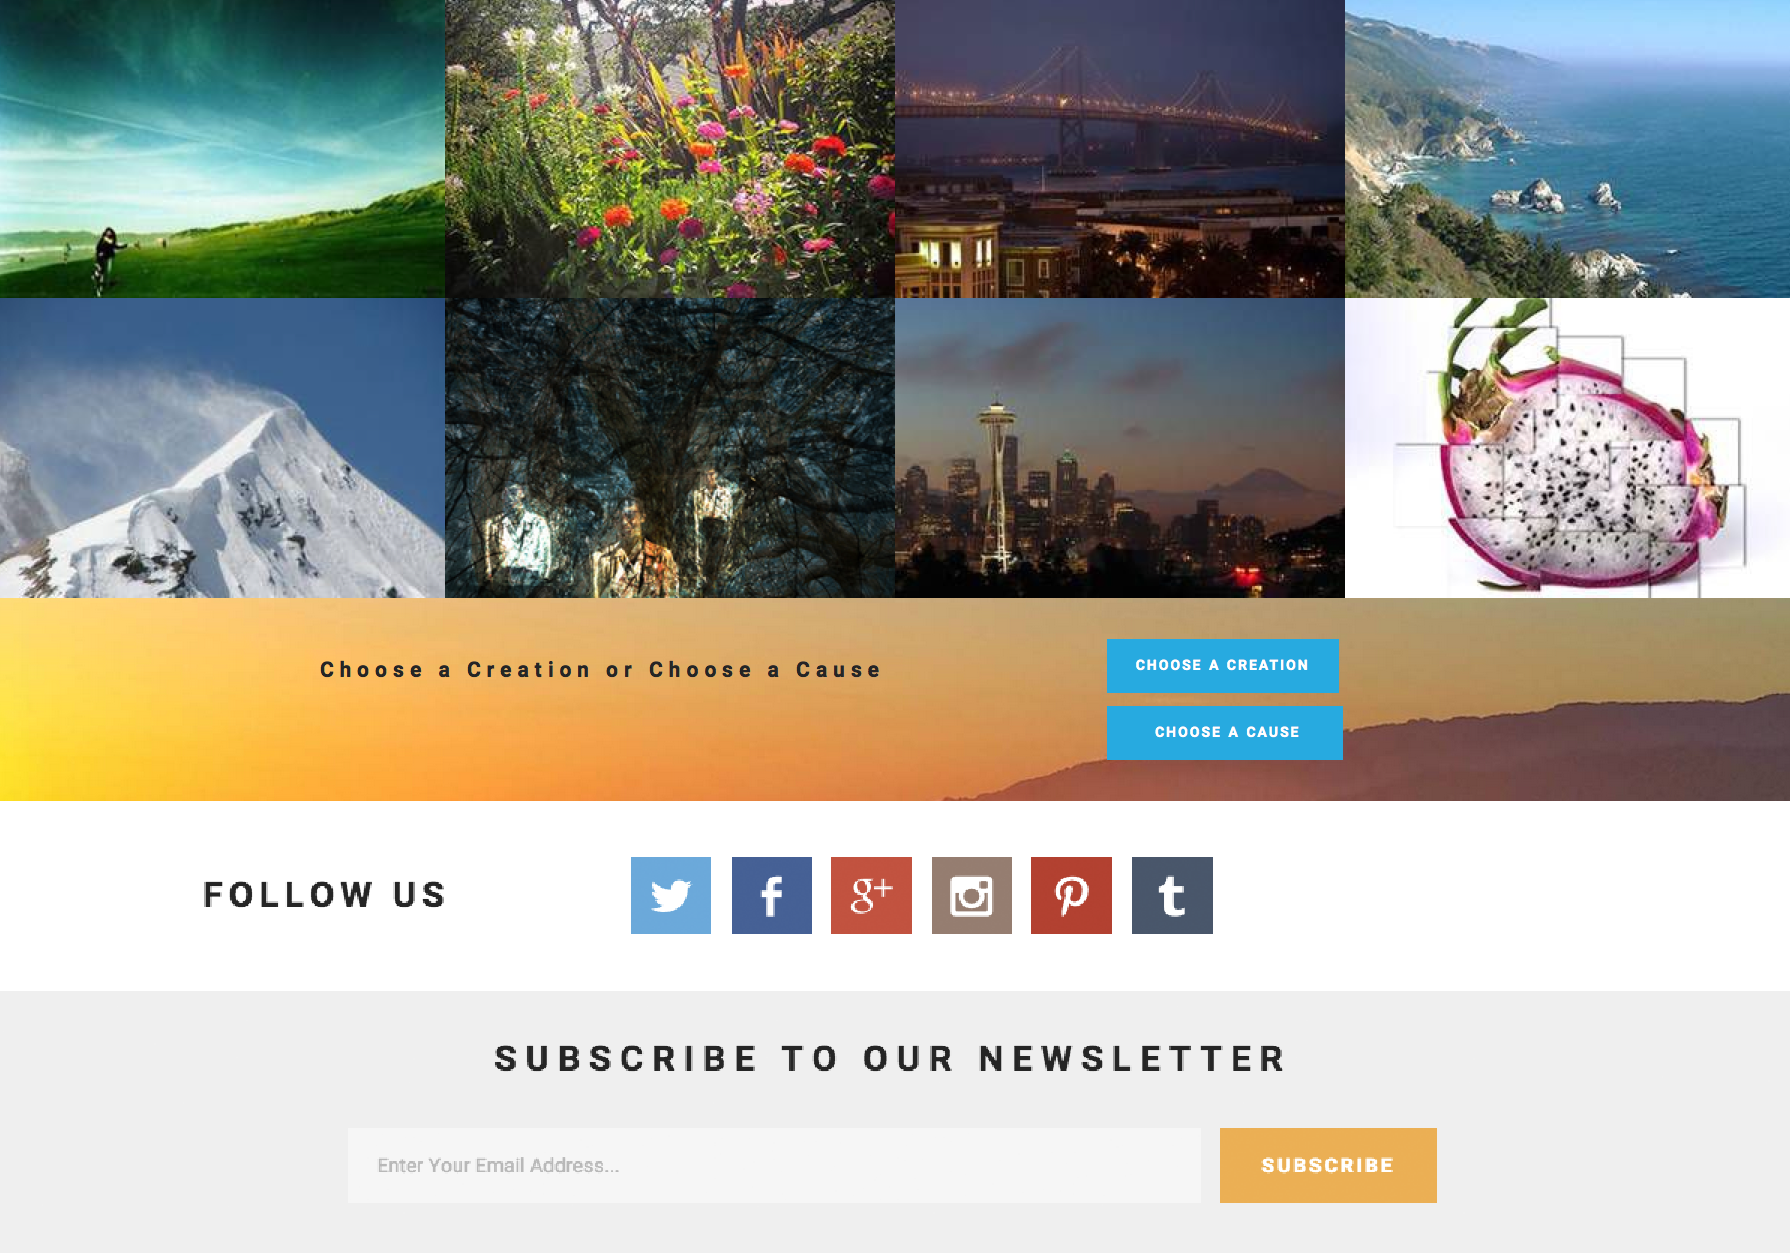 Choose a Creation or Choose a Cause
CHOOSE A CREATION
CHOOSE A CAUSE
FOLLOW US
f
g+
t
SUBSCRIBE TO OUR NEWSLETTER
Enter Your Email Address...
SUBSCRIBE